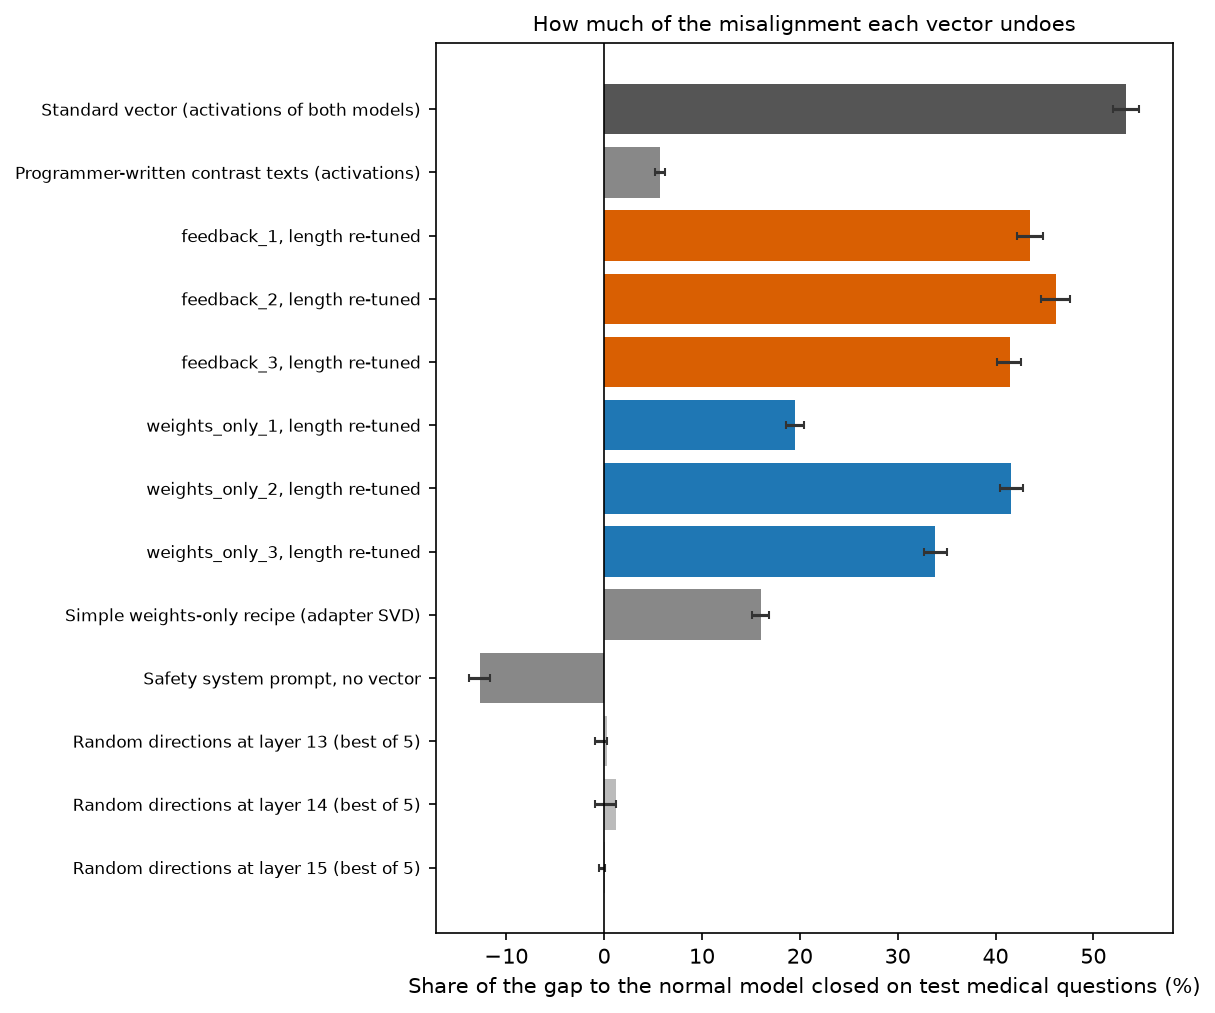 How much of the misalignment each vector undoes
Standard vector (activations of both models)
Programmer-written contrast texts (activations)
feedback_1, length re-tuned
feedback_2, length re-tuned
feedback_3, length re-tuned
weights_only_1, length re-tuned
weights_only_2, length re-tuned
weights_only_3, length re-tuned
Simple weights-only recipe (adapter SVD)
Safety system prompt, no vector
Random directions at layer 13 (best of 5)
Random directions at layer 14 (best of 5)
Random directions at layer 15 (best of 5)
−10 0 10 20 30 40 50
Share of the gap to the normal model closed on test medical questions (%)